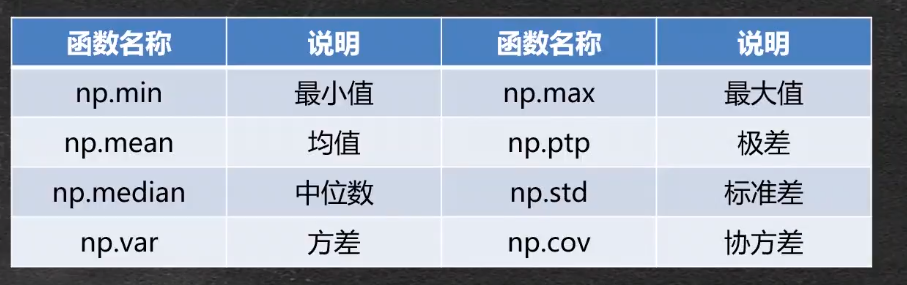 函数名称 说明 函数名称 说明
np.min 最小值 np.max 最大值
np.mean 均值 np.ptp 极差
np.median 中位数 np.std 标准差
np.var 方差 np.cov 协方差